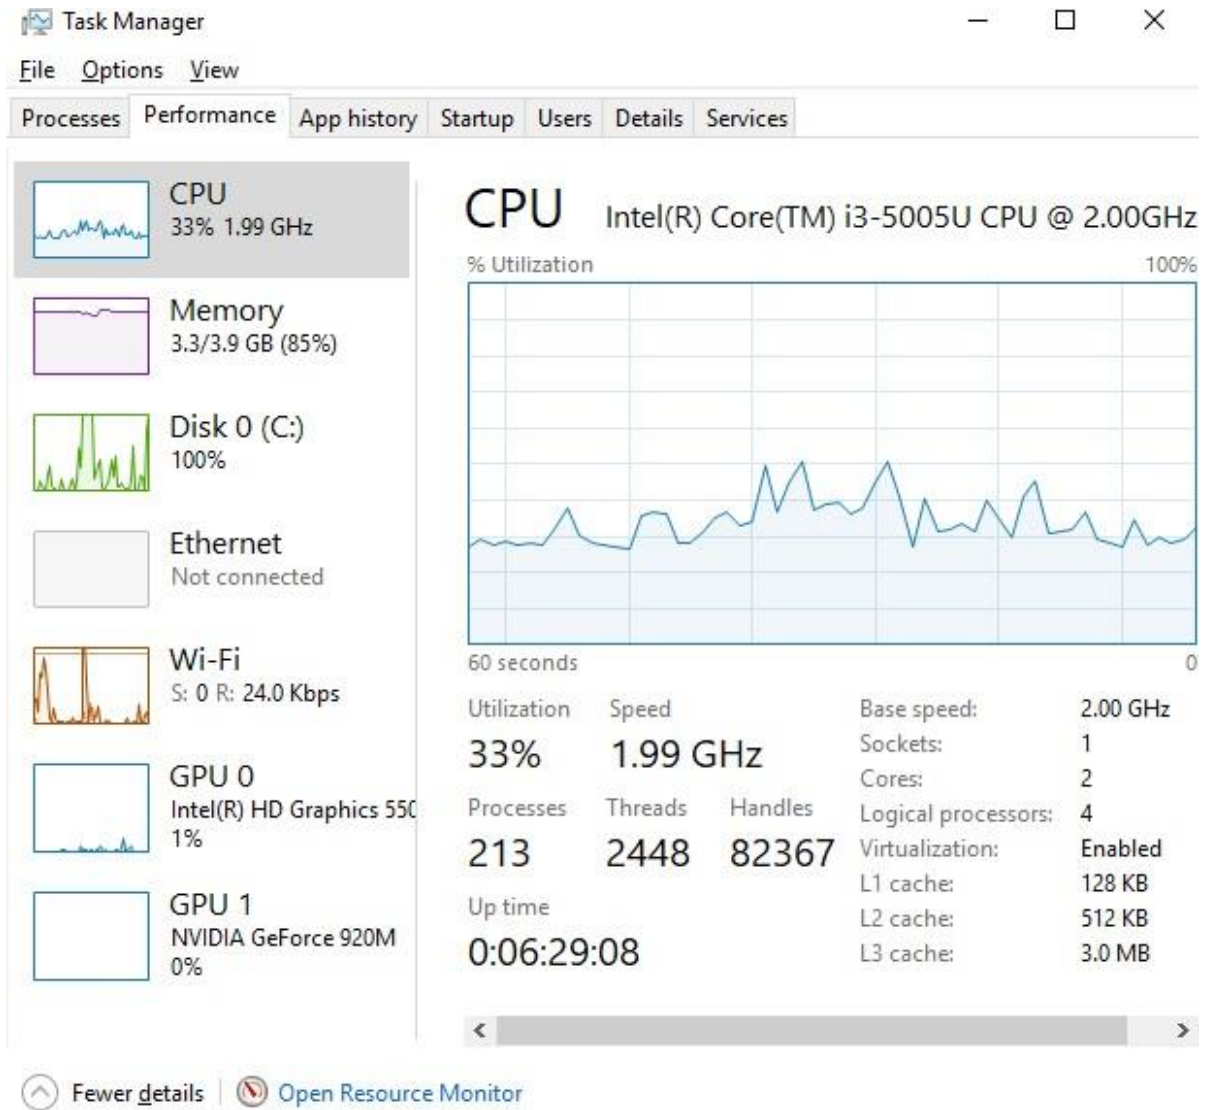 Task Manager
File Options View
Processes Performance App history Startup Users Details Services
CPU
33% 1.99 GHz
Memory
3.3/3.9 GB (85%)
Disk 0 (C:)
100%
Ethernet
Not connected
Wi-Fi
S: 0 R: 24.0 Kbps
GPU 0
Intel(R) HD Graphics 550
1%
GPU 1
NVIDIA GeForce 920M
0%
CPU Intel(R) Core(TM) i3-5005U CPU @ 2.00GHz
% Utilization 100%
60 seconds 0
Utilization Speed
33% 1.99 GHz
Processes Threads Handles
213 2448 82367
Up time
0:06:29:08
Base speed: 2.00 GHz
Sockets: 1
Cores: 2
Logical processors: 4
Virtualization: Enabled
L1 cache: 128 KB
L2 cache: 512 KB
L3 cache: 3.0 MB
Fewer details Open Resource Monitor